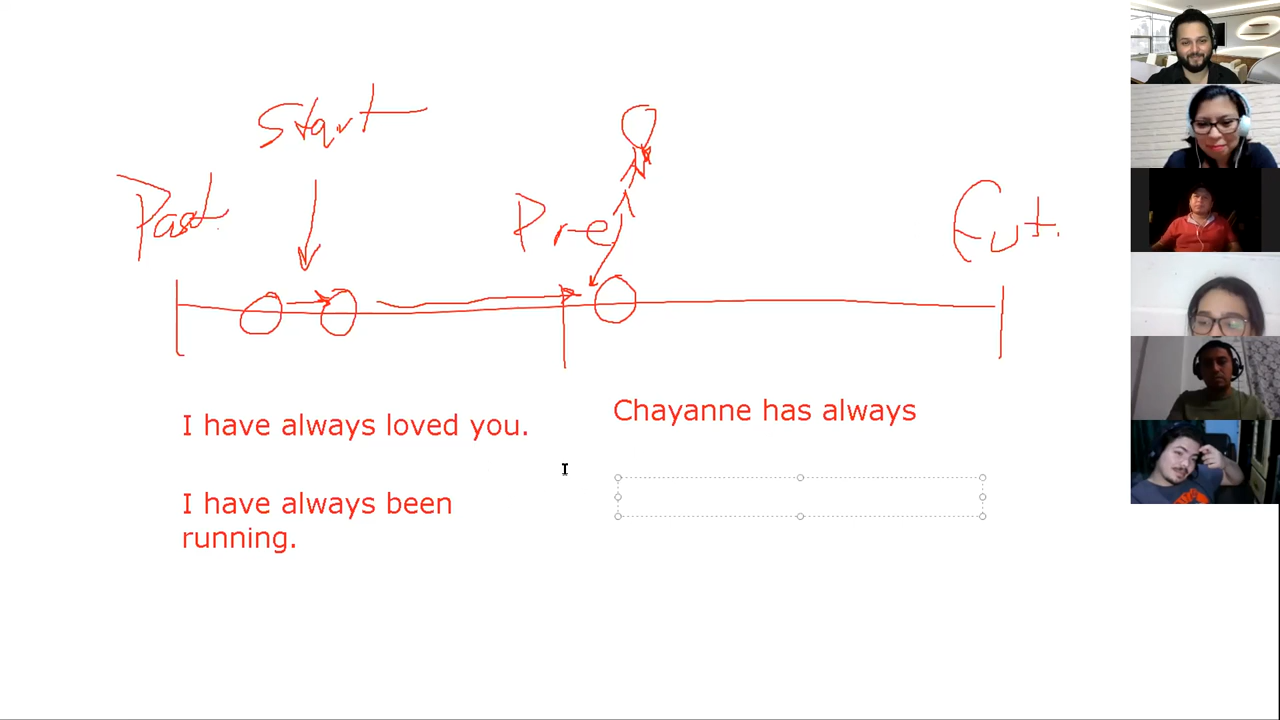 Start
Past
Pre
Fut.
I have always loved you.
Chayanne has always
I have always been
running.